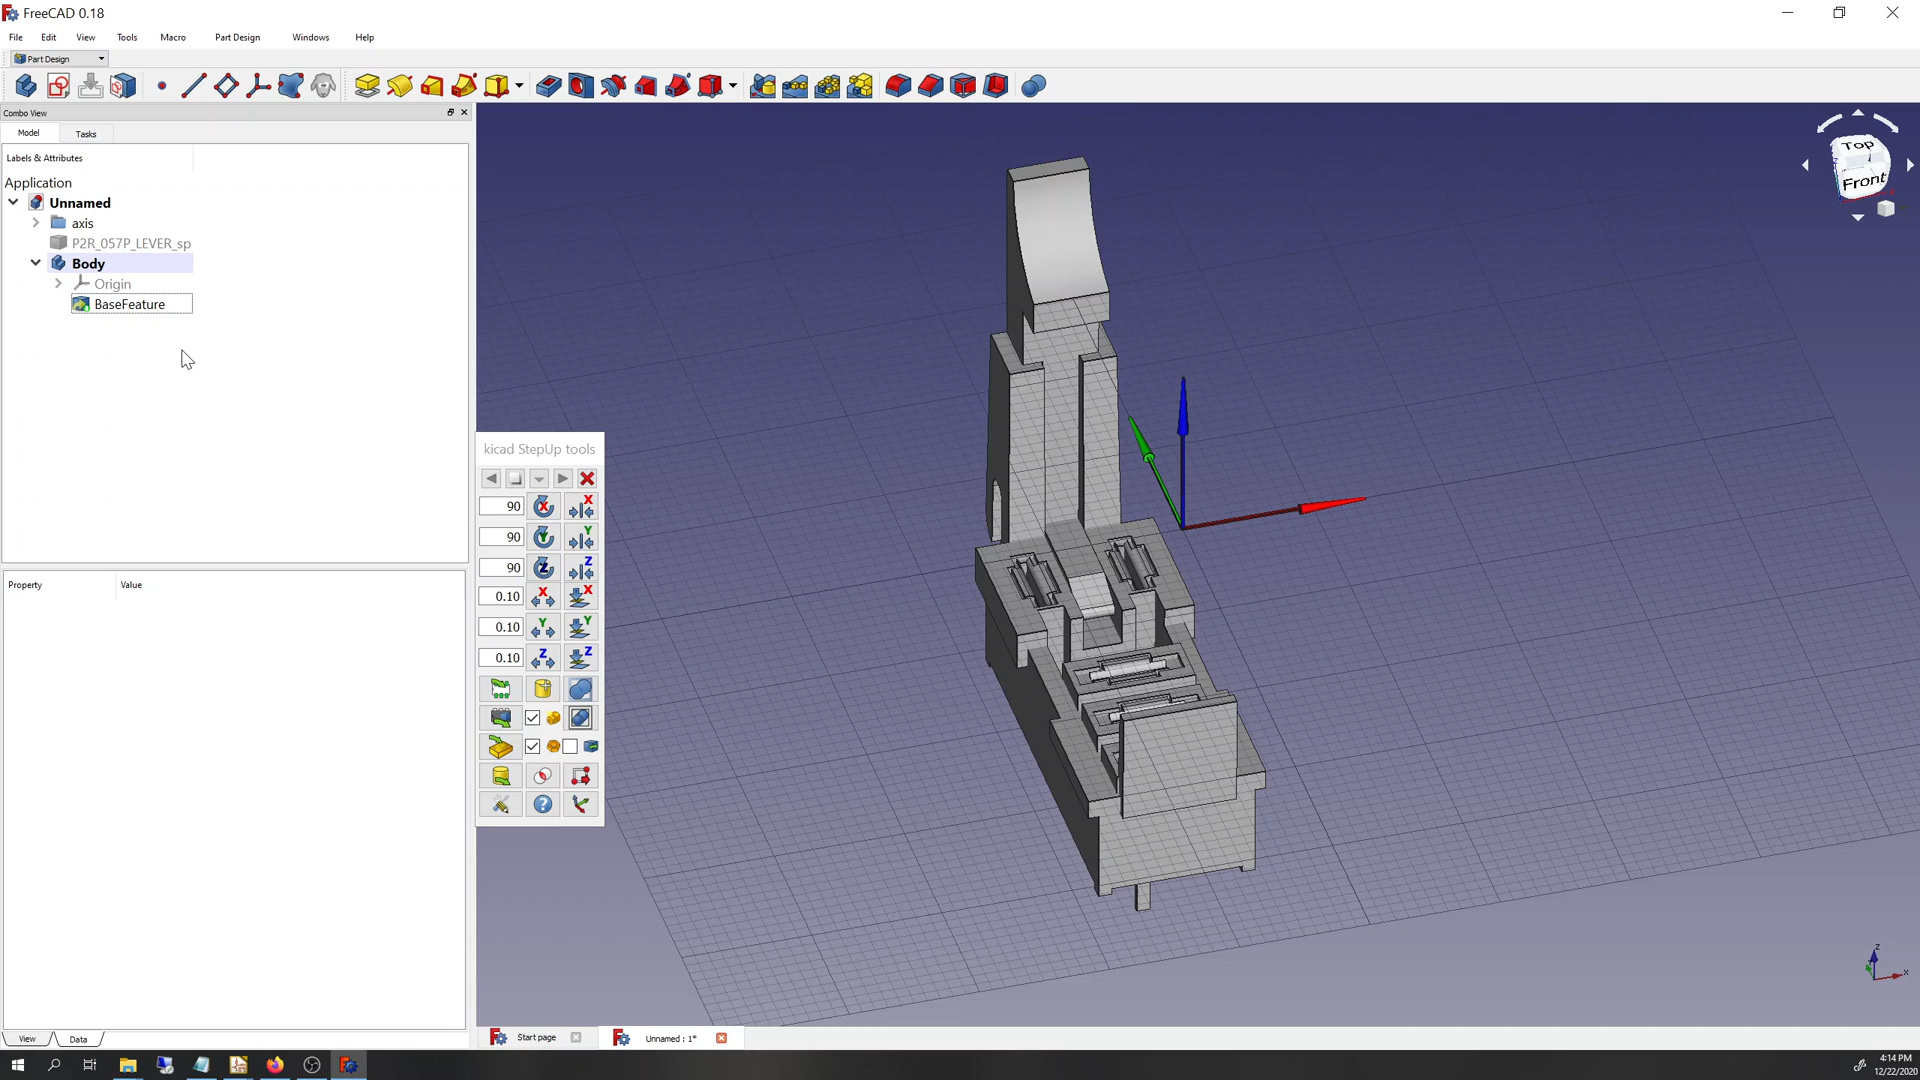 FreeCAD 0.18
File Edit View Tools Macro Part Design Windows Help
Part Design
Combo View
Model Tasks
Labels & Attributes
Application
Unnamed
axis
P2R_057P_LEVER_sp
Body
Origin
BaseFeature
Top
Front
kicad StepUp tools
90 X X
90 Y Y
90 Z Z
0.10 X X
0.10 Y Y
0.10 Z Z
Property Value
z
x
View Data
Start page Unnamed : 1*
4:14 PM
12/22/2020